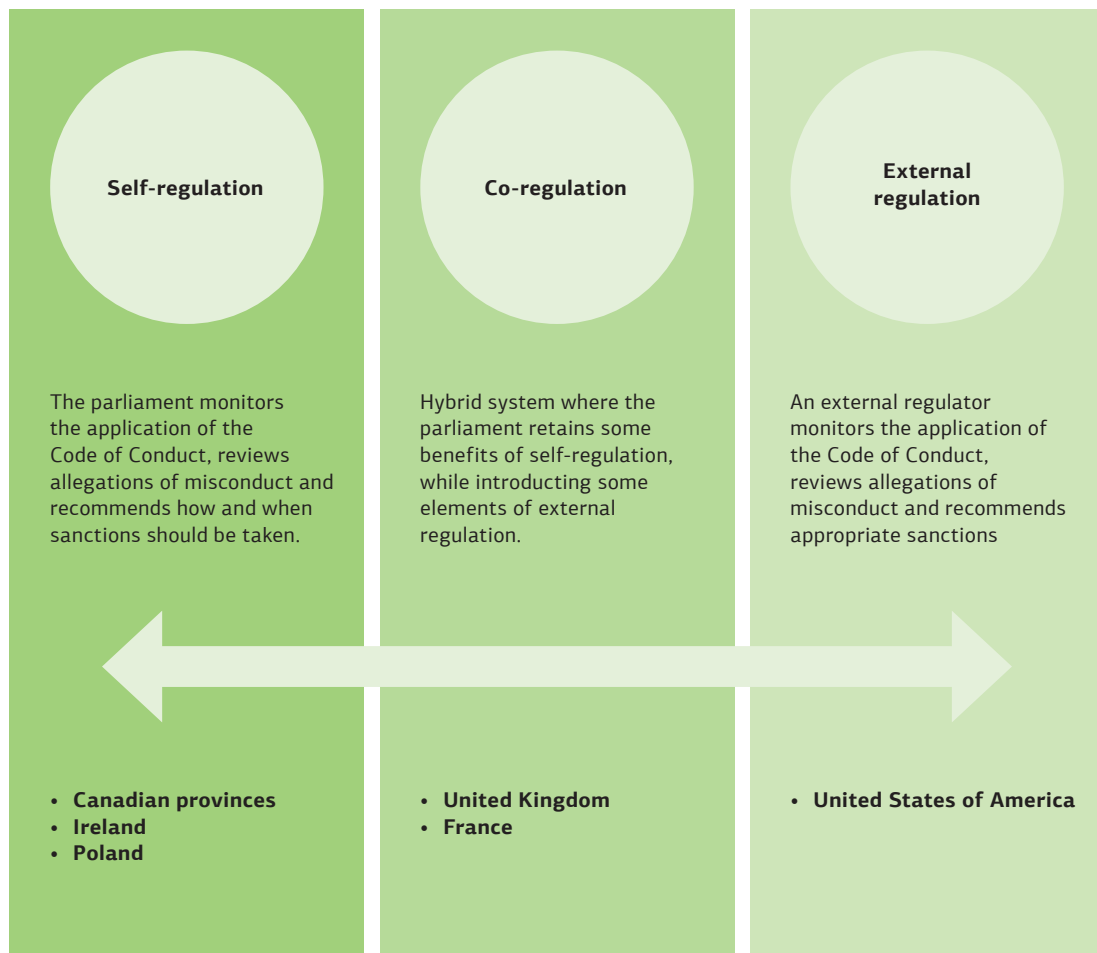 Self-regulation
The parliament monitors
the application of the
Code of Conduct, reviews
allegations of misconduct and
recommends how and when
sanctions should be taken.
• Canadian provinces
• Ireland
• Poland
Co-regulation
Hybrid system where the
parliament retains some
benefits of self-regulation,
while introducting some
elements of external
regulation.
• United Kingdom
• France
External
regulation
An external regulator
monitors the application of
the Code of Conduct,
reviews allegations of
misconduct and recommends
appropriate sanctions
• United States of America